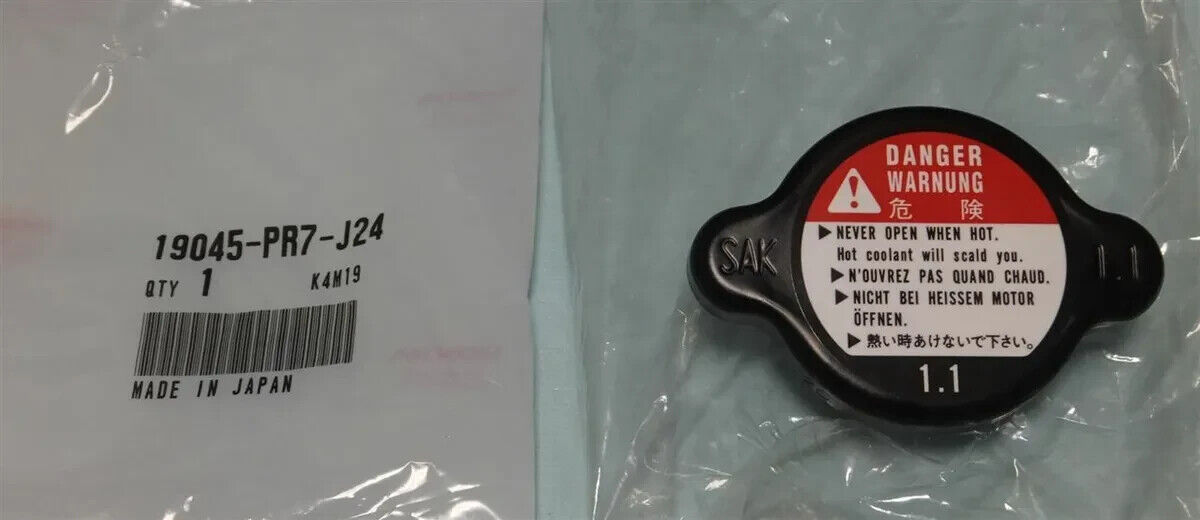 19045-PR7-J24
QTY 1 K4M19
MADE IN JAPAN
SAK
DANGER
WARNUNG
危 険
▶NEVER OPEN WHEN HOT.
Hot coolant will scald you.
▶N'OUVREZ PAS QUAND CHAUD.
▶NICHT BEI HEISSEM MOTOR
ÖFFNEN.
▶熱い時あけないで下さい。
1.1
1.1